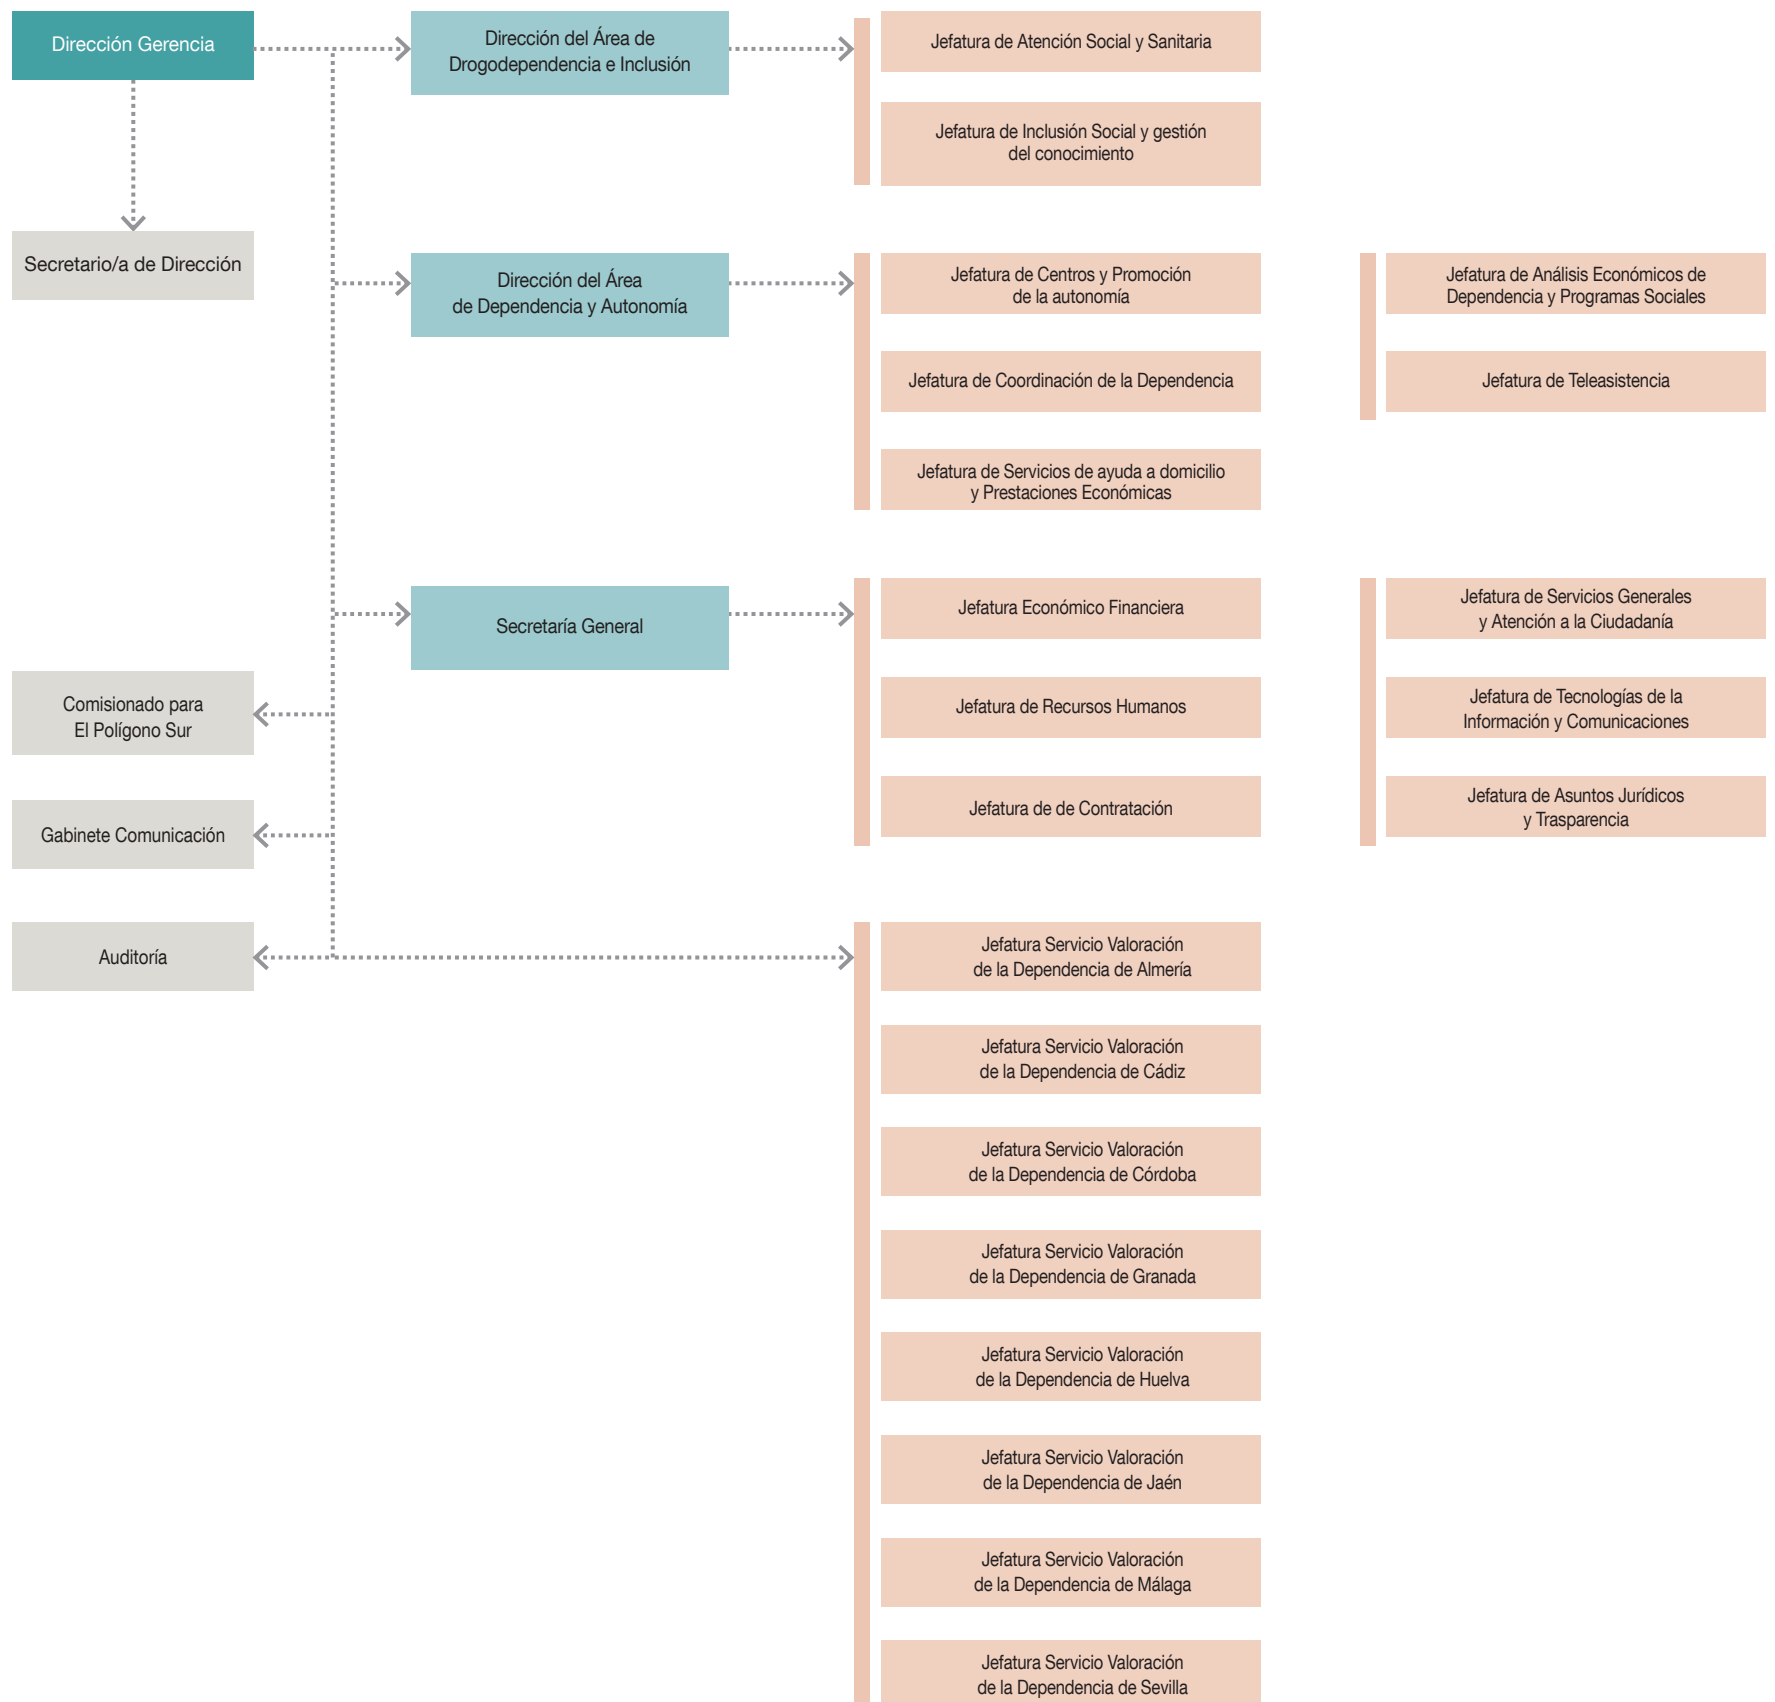 Dirección Gerencia
Dirección del Área de
Drogodependencia e Inclusión
Jefatura de Atención Social y Sanitaria
Jefatura de Inclusión Social y gestión
del conocimiento
Secretario/a de Dirección
Dirección del Área
de Dependencia y Autonomía
Jefatura de Centros y Promoción
de la autonomía
Jefatura de Análisis Económicos de
Dependencia y Programas Sociales
Jefatura de Coordinación de la Dependencia
Jefatura de Teleasistencia
Jefatura de Servicios de ayuda a domicilio
y Prestaciones Económicas
Secretaría General
Jefatura Económico Financiera
Jefatura de Servicios Generales
y Atención a la Ciudadanía
Comisionado para
El Polígono Sur
Jefatura de Recursos Humanos
Jefatura de Tecnologías de la
Información y Comunicaciones
Gabinete Comunicación
Jefatura de de Contratación
Jefatura de Asuntos Jurídicos
y Trasparencia
Auditoría
Jefatura Servicio Valoración
de la Dependencia de Almería
Jefatura Servicio Valoración
de la Dependencia de Cádiz
Jefatura Servicio Valoración
de la Dependencia de Córdoba
Jefatura Servicio Valoración
de la Dependencia de Granada
Jefatura Servicio Valoración
de la Dependencia de Huelva
Jefatura Servicio Valoración
de la Dependencia de Jaén
Jefatura Servicio Valoración
de la Dependencia de Málaga
Jefatura Servicio Valoración
de la Dependencia de Sevilla